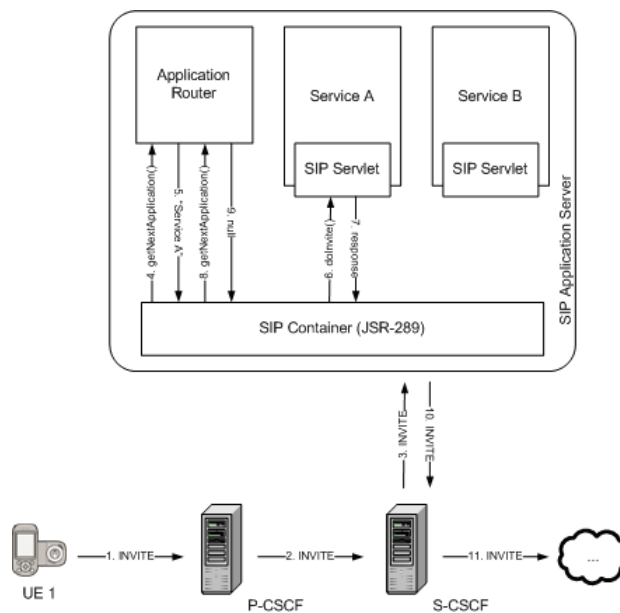 Application
Router
Service A
Service B
SIP Servlet
SIP Servlet
4. getNextApplication()
5. "Service A"
8. getNextApplication()
9. null
6. doInvite()
7. response
SIP Container (JSR-289)
SIP Application Server
3. INVITE
10. INVITE
1. INVITE
2. INVITE
11. INVITE
...
UE 1
P-CSCF
S-CSCF